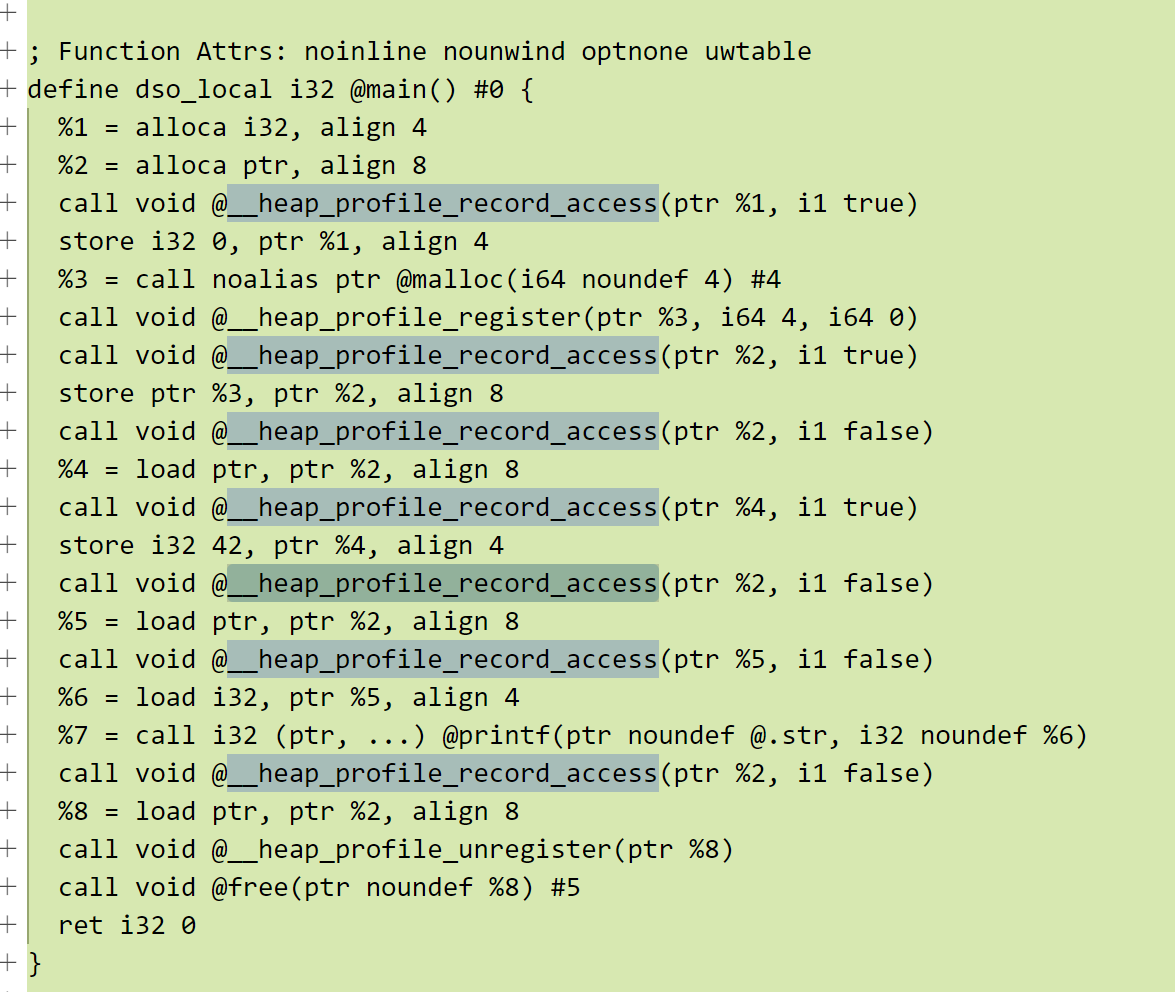 +
+ ; Function Attrs: noinline nounwind optnone uwtable
+ define dso_local i32 @main() #0 {
+   %1 = alloca i32, align 4
+   %2 = alloca ptr, align 8
+   call void @__heap_profile_record_access(ptr %1, i1 true)
+   store i32 0, ptr %1, align 4
+   %3 = call noalias ptr @malloc(i64 noundef 4) #4
+   call void @__heap_profile_register(ptr %3, i64 4, i64 0)
+   call void @__heap_profile_record_access(ptr %2, i1 true)
+   store ptr %3, ptr %2, align 8
+   call void @__heap_profile_record_access(ptr %2, i1 false)
+   %4 = load ptr, ptr %2, align 8
+   call void @__heap_profile_record_access(ptr %4, i1 true)
+   store i32 42, ptr %4, align 4
+   call void @__heap_profile_record_access(ptr %2, i1 false)
+   %5 = load ptr, ptr %2, align 8
+   call void @__heap_profile_record_access(ptr %5, i1 false)
+   %6 = load i32, ptr %5, align 4
+   %7 = call i32 (ptr, ...) @printf(ptr noundef @.str, i32 noundef %6)
+   call void @__heap_profile_record_access(ptr %2, i1 false)
+   %8 = load ptr, ptr %2, align 8
+   call void @__heap_profile_unregister(ptr %8)
+   call void @free(ptr noundef %8) #5
+   ret i32 0
+ }